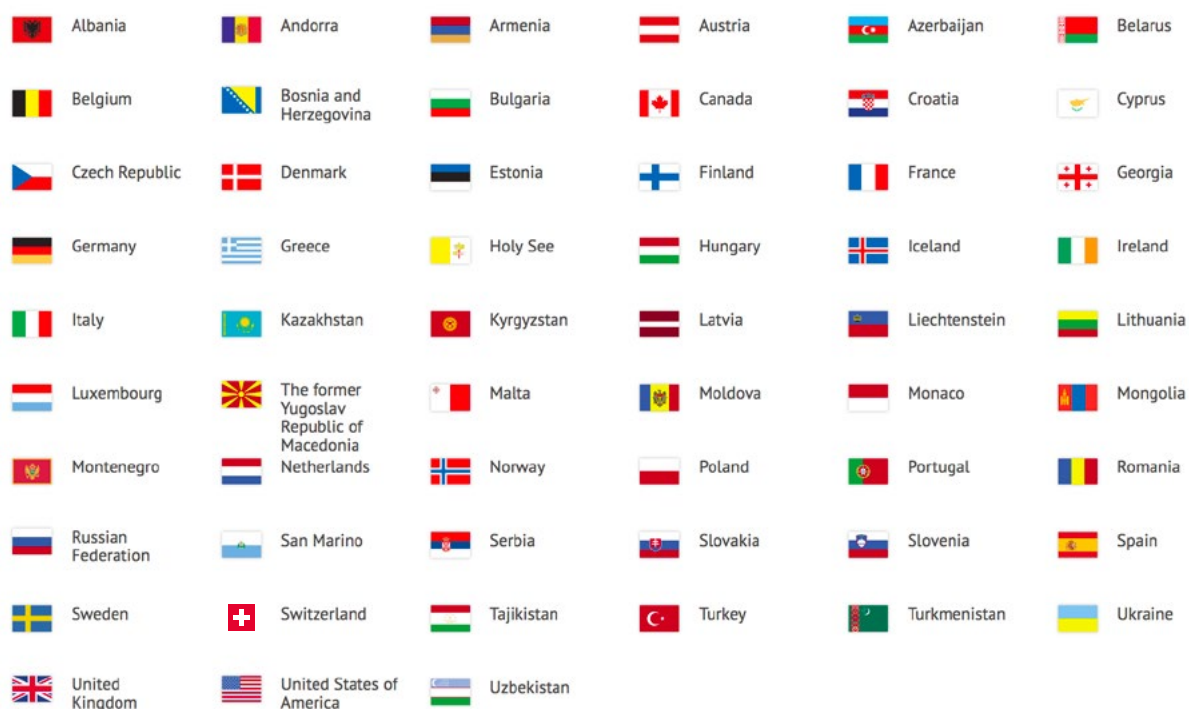 Albania
Andorra
Armenia
Austria
Azerbaijan
Belarus
Belgium
Bosnia and
Herzegovina
Bulgaria
Canada
Croatia
Cyprus
Czech Republic
Denmark
Estonia
Finland
France
Georgia
Germany
Greece
Holy See
Hungary
Iceland
Ireland
Italy
Kazakhstan
Kyrgyzstan
Latvia
Liechtenstein
Lithuania
Luxembourg
The former
Yugoslav
Republic of
Macedonia
Malta
Moldova
Monaco
Mongolia
Montenegro
Netherlands
Norway
Poland
Portugal
Romania
Russian
Federation
San Marino
Serbia
Slovakia
Slovenia
Spain
Sweden
Switzerland
Tajikistan
Turkey
Turkmenistan
Ukraine
United
Kingdom
United States of
America
Uzbekistan